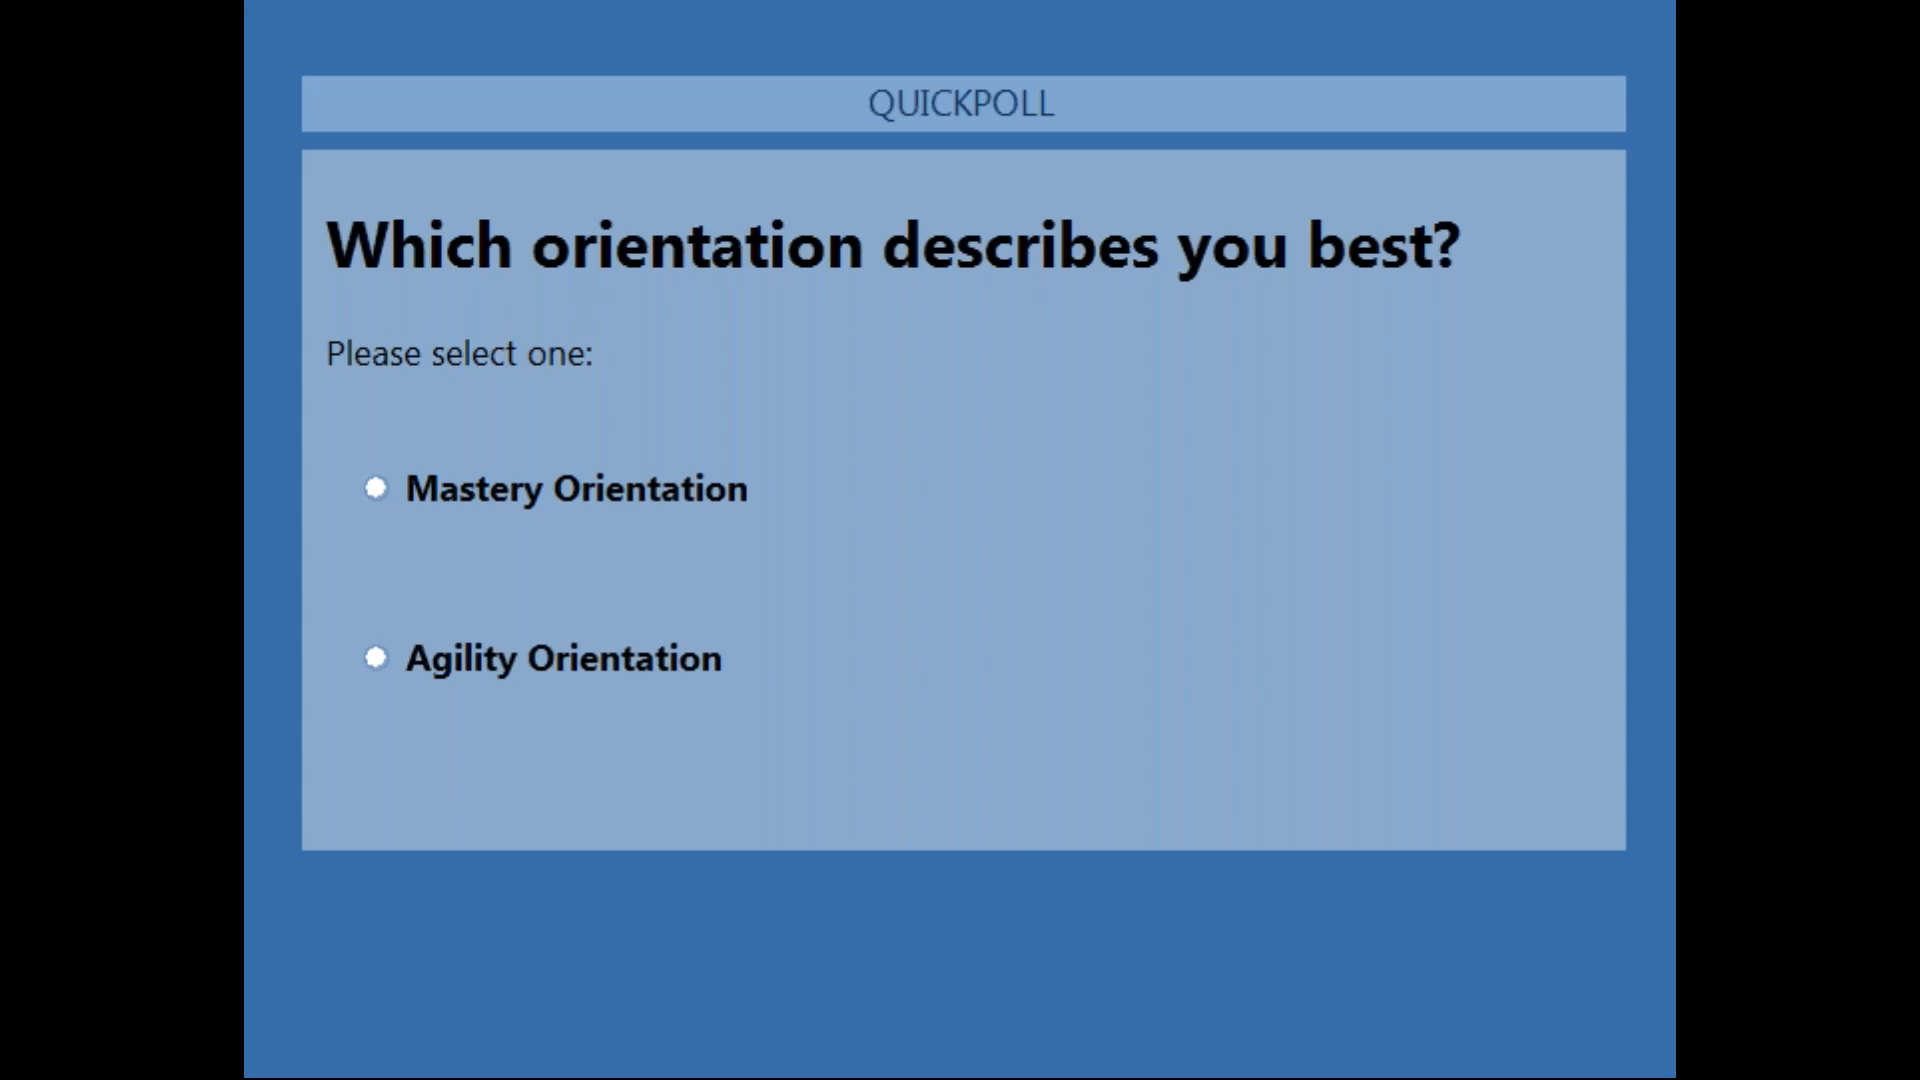 QUICKPOLL
Which orientation describes you best?
Please select one:
Mastery Orientation
Agility Orientation